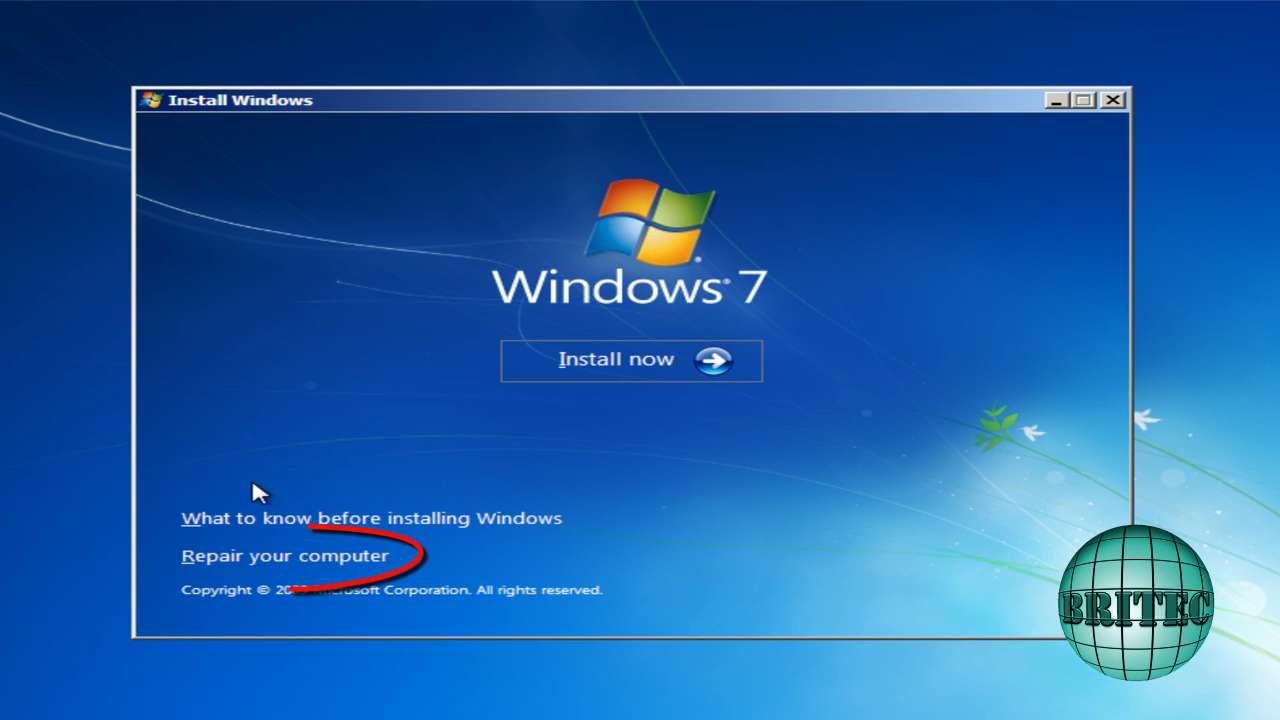 Install Windows
Windows® 7
Install now
What to know before installing Windows
Repair your computer
Copyright © Microsoft Corporation. All rights reserved.
BRITEC